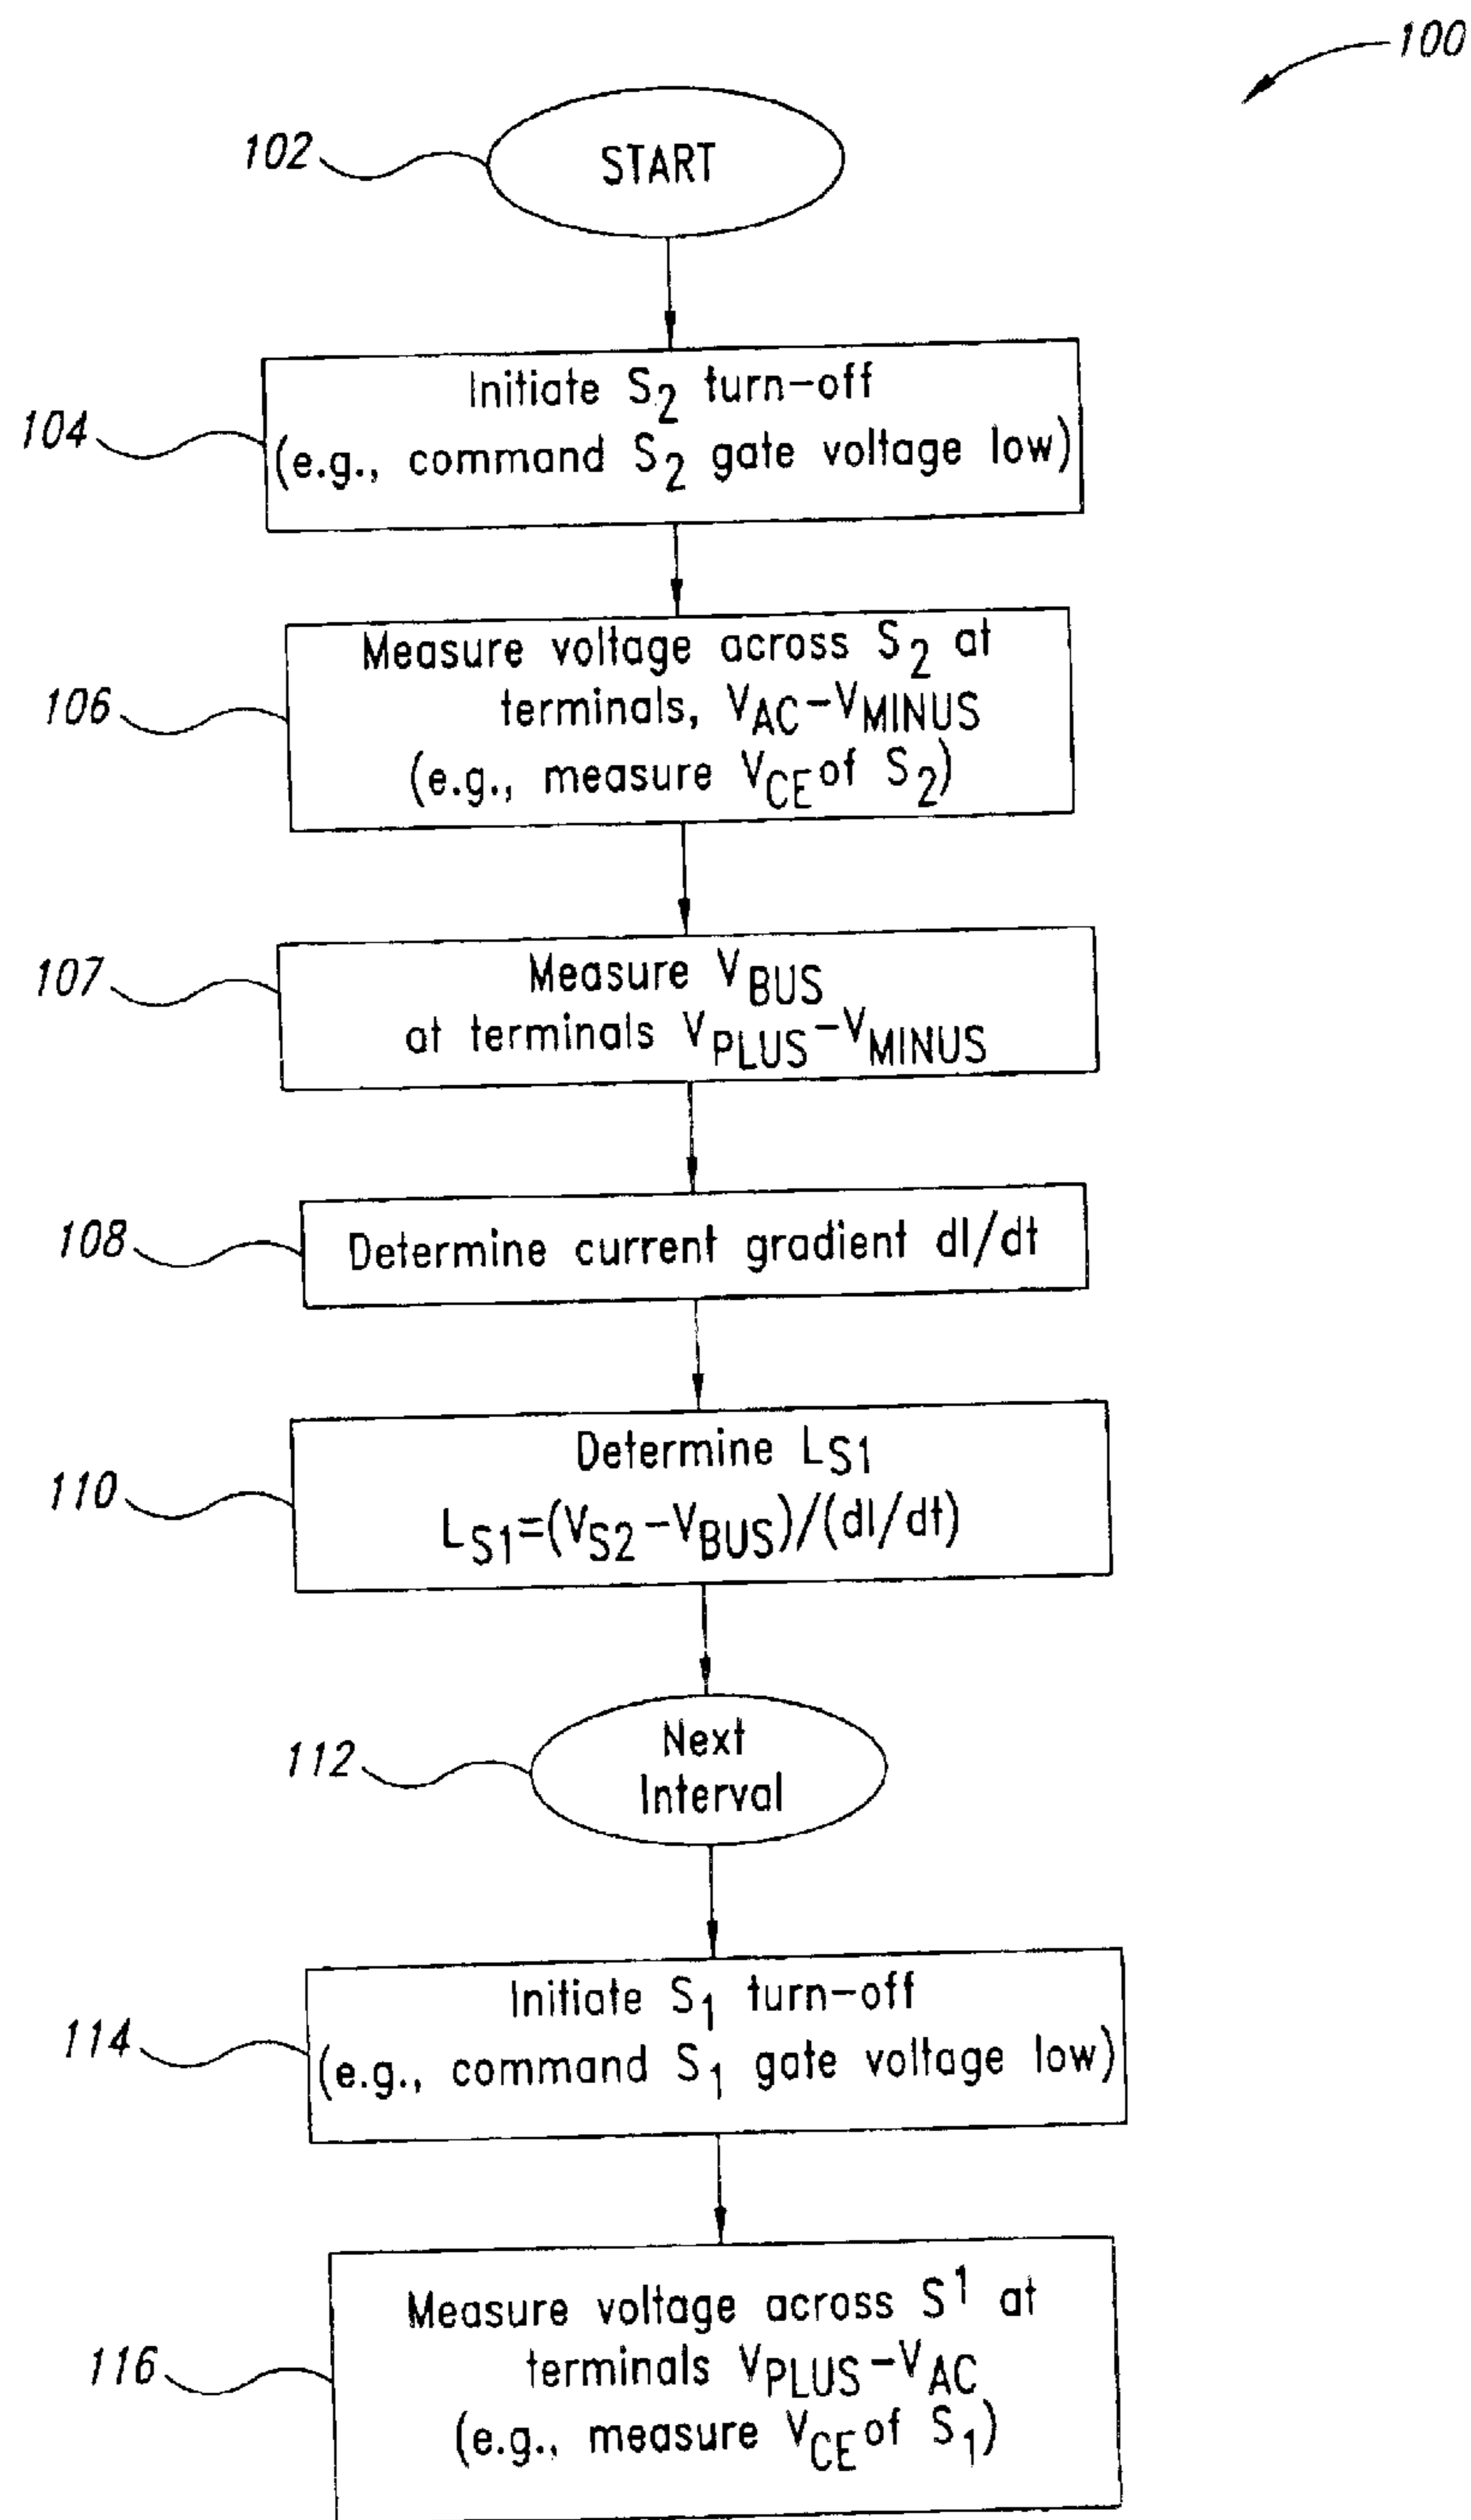 100
102
START
104
Initiate S2 turn-off
(e.g., command S2 gate voltage low)
106
Measure voltage across S2 at
terminals, VAC-VMINUS
(e.g., measure VCE of S2)
107
Measure VBUS
at terminals VPLUS-VMINUS
108
Determine current gradient dI/dt
110
Determine LS1
LS1=(VS2-VBUS)/(dI/dt)
112
Next
Interval
114
Initiate S1 turn-off
(e.g., command S1 gate voltage low)
116
Measure voltage across S1 at
terminals VPLUS-VAC
(e.g., measure VCE of S1)